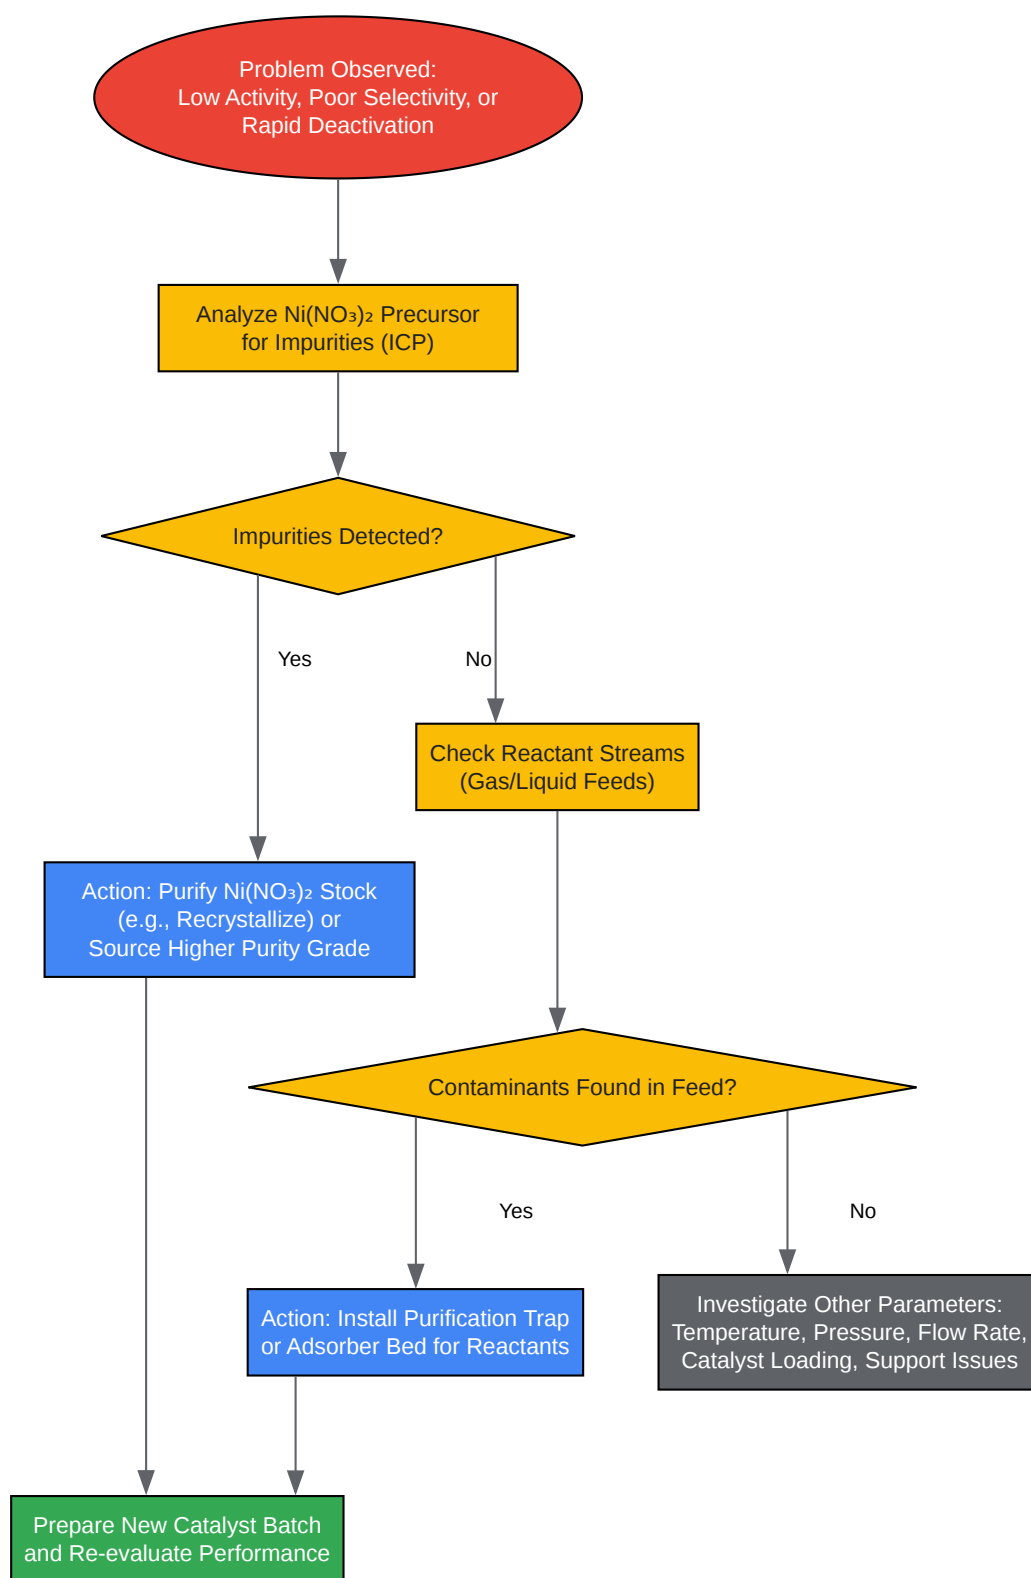 Problem Observed:
Low Activity, Poor Selectivity, or
Rapid Deactivation
Analyze Ni(NO₃)₂ Precursor
for Impurities (ICP)
Impurities Detected?
Yes
No
Check Reactant Streams
(Gas/Liquid Feeds)
Action: Purify Ni(NO₃)₂ Stock
(e.g., Recrystallize) or
Source Higher Purity Grade
Contaminants Found in Feed?
Yes
No
Action: Install Purification Trap
or Adsorber Bed for Reactants
Investigate Other Parameters:
Temperature, Pressure, Flow Rate,
Catalyst Loading, Support Issues
Prepare New Catalyst Batch
and Re-evaluate Performance